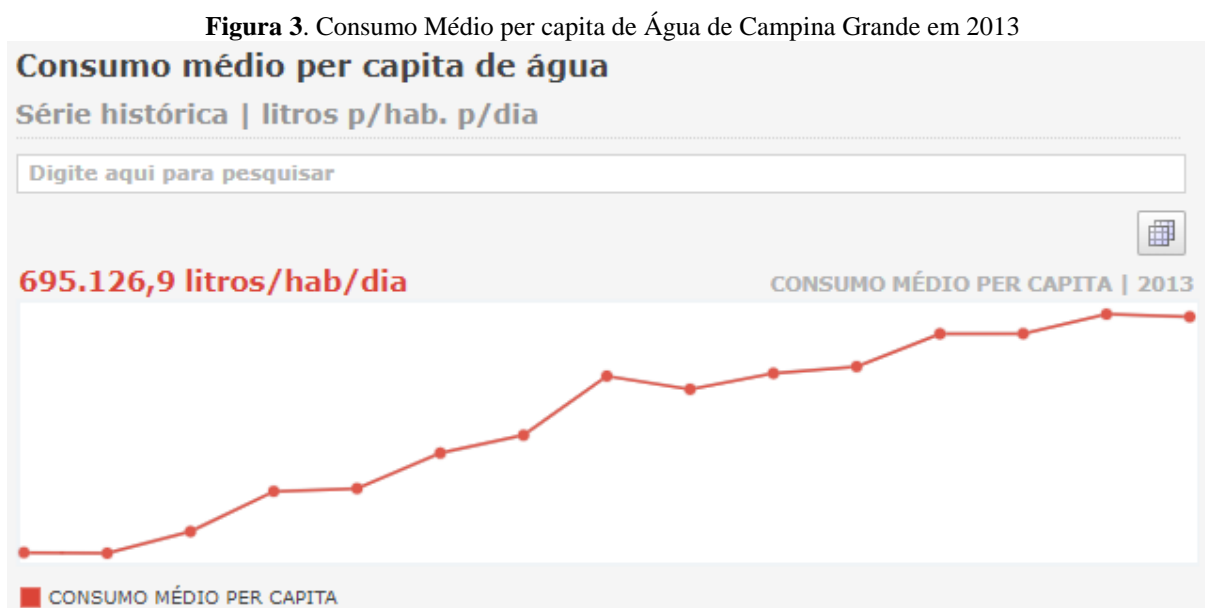 Figura 3. Consumo Médio per capita de Água de Campina Grande em 2013
Consumo médio per capita de água
Série histórica | litros p/hab. p/dia
Digite aqui para pesquisar
695.126,9 litros/hab/dia
CONSUMO MÉDIO PER CAPITA | 2013
CONSUMO MÉDIO PER CAPITA